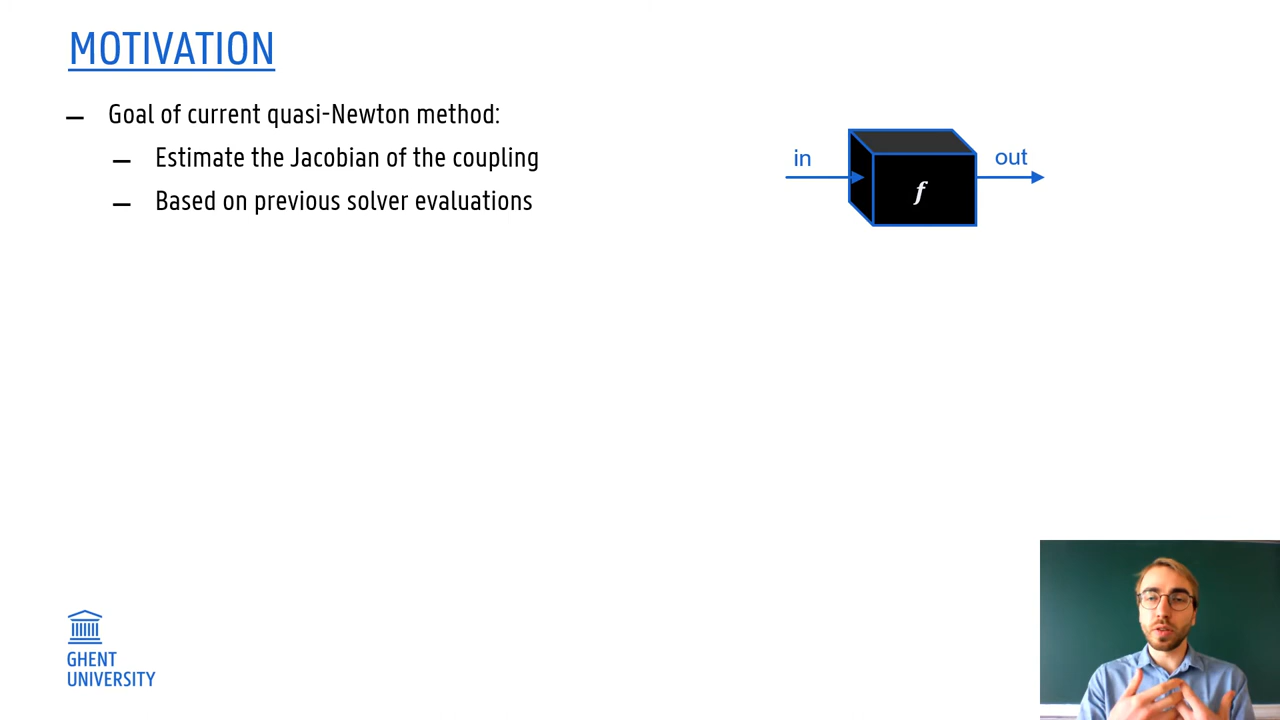 MOTIVATION
– Goal of current quasi-Newton method:
– Estimate the Jacobian of the coupling
– Based on previous solver evaluations
in
f
out
GHENT
UNIVERSITY